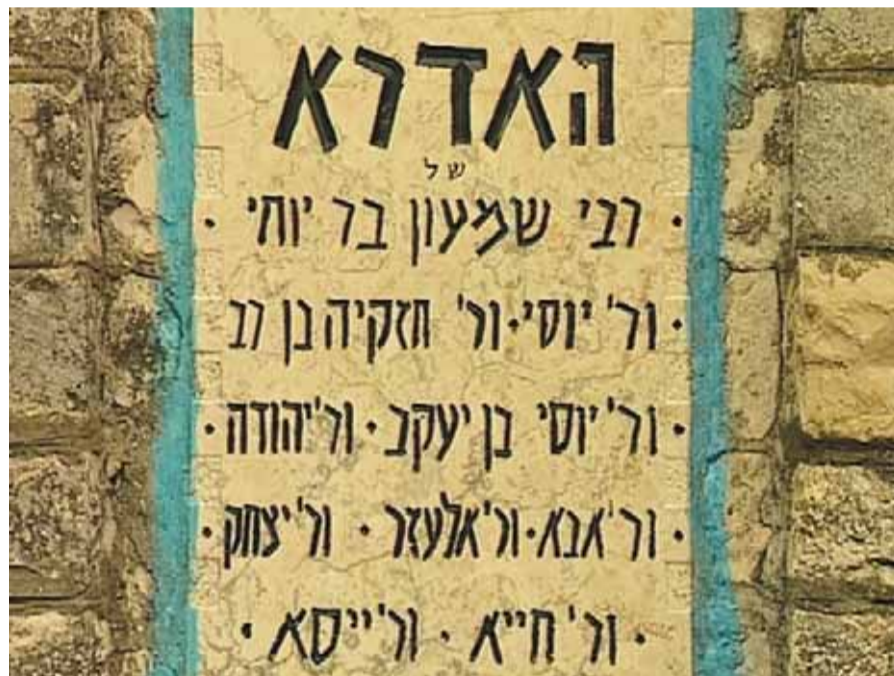 האדרא
של
· רבי שמעון בר יוחי ·
· ור' יוסי · ור' חזקיה בן רב
· ור' יוסי בן יעקב · ור' יהודה ·
· ור' אבא · ור' אלעזר · ור' יצחק ·
· ור' חייא · ור' ייסא ·